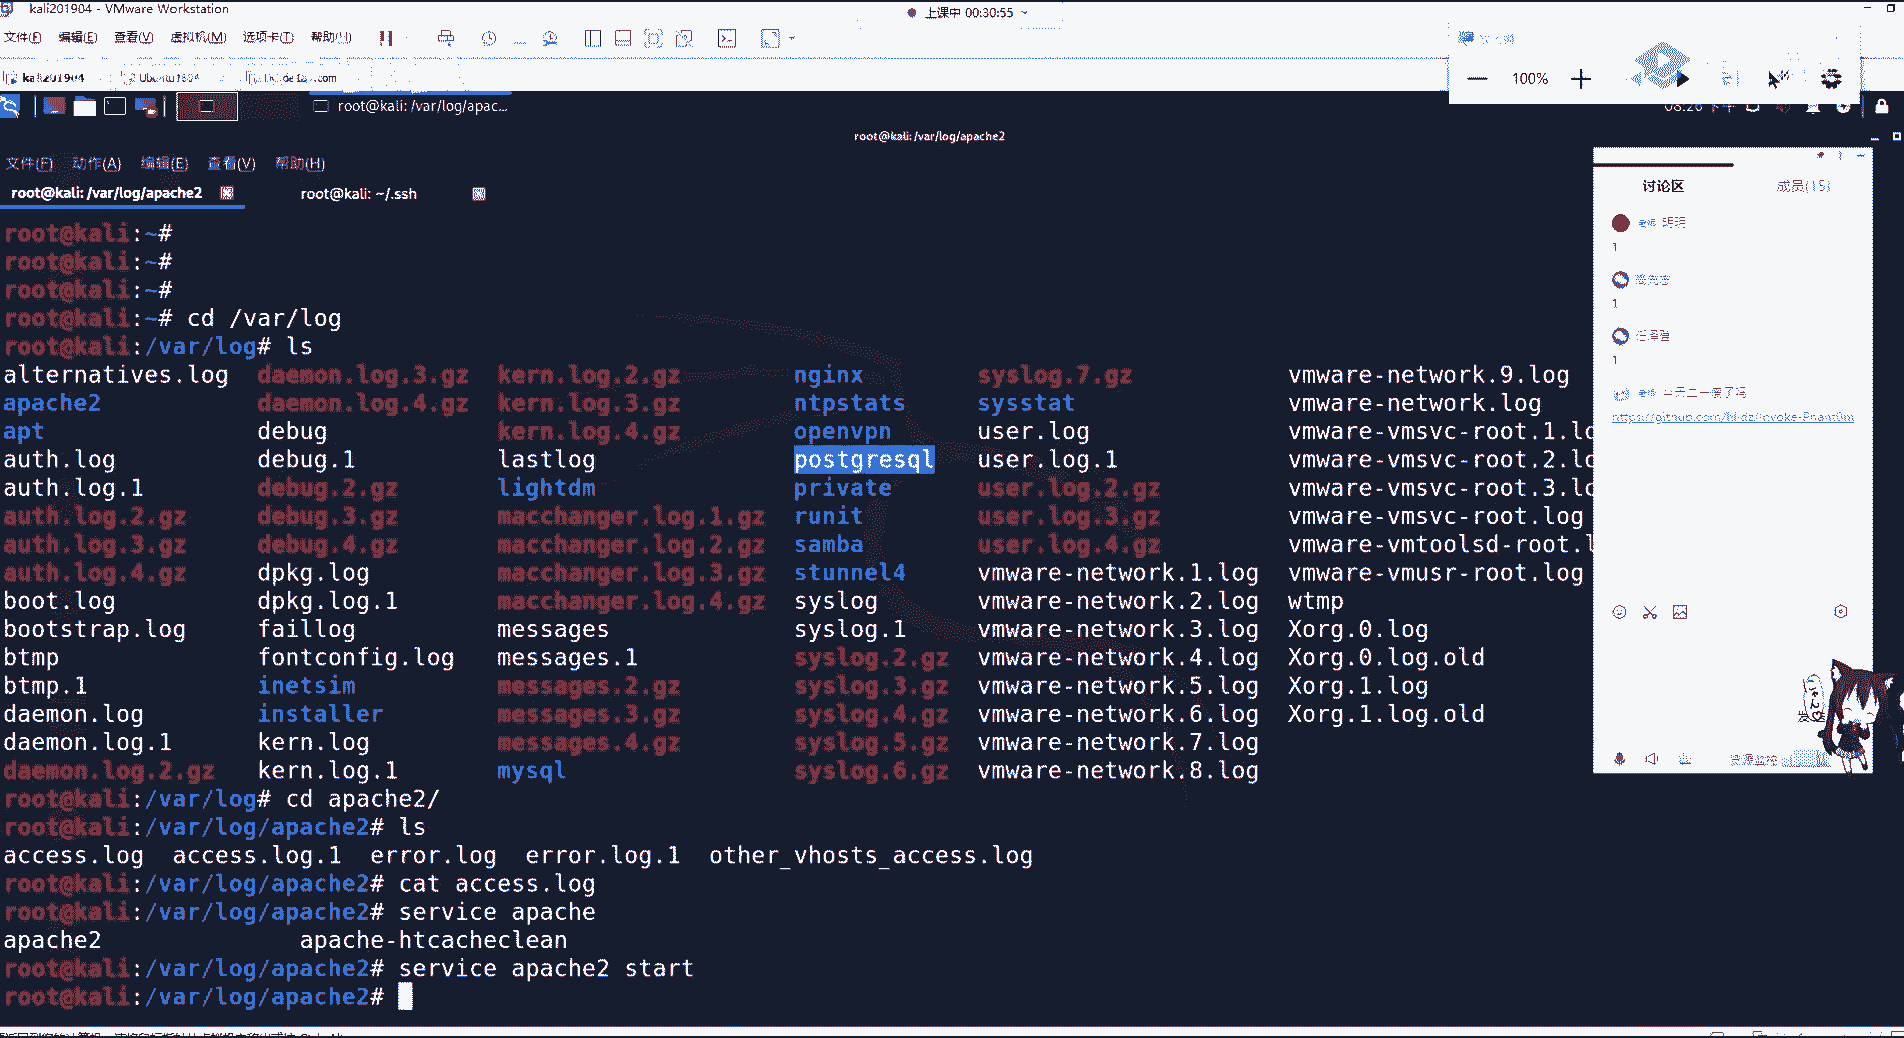 kali201904 - VMware Workstation
上课中 00:30:55
文件(F) 编辑(E) 查看(V) 虚拟机(M) 选项卡(T) 帮助(H)
kali201904 Ubuntu1604
100%
root@kali: /var/log/apac...
root@kali: /var/log/apache2
文件(F) 动作(A) 编辑(E) 查看(V) 帮助(H)
root@kali: /var/log/apache2 root@kali: ~/.ssh
root@kali:~#
root@kali:~#
root@kali:~#
root@kali:~# cd /var/log
root@kali:/var/log# ls
alternatives.log daemon.log.3.gz kern.log.2.gz nginx syslog.7.gz vmware-network.9.log
apache2 daemon.log.4.gz kern.log.3.gz ntpstats sysstat vmware-network.log
apt debug kern.log.4.gz openvpn user.log vmware-vmsvc-root.1.lo
auth.log debug.1 lastlog postgresql user.log.1 vmware-vmsvc-root.2.lo
auth.log.1 debug.2.gz lightdm private user.log.2.gz vmware-vmsvc-root.3.lo
auth.log.2.gz debug.3.gz macchanger.log.1.gz runit user.log.3.gz vmware-vmsvc-root.log
auth.log.3.gz debug.4.gz macchanger.log.2.gz samba user.log.4.gz vmware-vmtoolsd-root.l
auth.log.4.gz dpkg.log macchanger.log.3.gz stunnel4 vmware-network.1.log vmware-vmusr-root.log
boot.log dpkg.log.1 macchanger.log.4.gz syslog vmware-network.2.log wtmp
bootstrap.log faillog messages syslog.1 vmware-network.3.log Xorg.0.log
btmp fontconfig.log messages.1 syslog.2.gz vmware-network.4.log Xorg.0.log.old
btmp.1 inetsim messages.2.gz syslog.3.gz vmware-network.5.log Xorg.1.log
daemon.log installer messages.3.gz syslog.4.gz vmware-network.6.log Xorg.1.log.old
daemon.log.1 kern.log messages.4.gz syslog.5.gz vmware-network.7.log
daemon.log.2.gz kern.log.1 mysql syslog.6.gz vmware-network.8.log
root@kali:/var/log# cd apache2/
root@kali:/var/log/apache2# ls
access.log access.log.1 error.log error.log.1 other_vhosts_access.log
root@kali:/var/log/apache2# cat access.log
root@kali:/var/log/apache2# service apache
apache2 apache-htcacheclean
root@kali:/var/log/apache2# service apache2 start
root@kali:/var/log/apache2#
讨论区 成员(15)
1
1
1